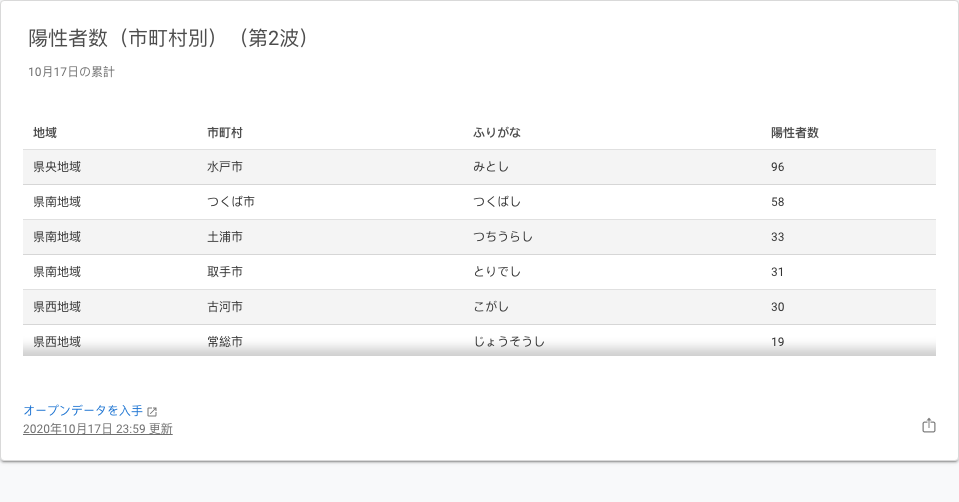 陽性者数（市町村別）（第2波）
10月17日の累計
地域 市町村 ふりがな 陽性者数
県央地域 水戸市 みとし 96
県南地域 つくば市 つくばし 58
県南地域 土浦市 つちうらし 33
県南地域 取手市 とりでし 31
県西地域 古河市 こがし 30
県西地域 常総市 じょうそうし 19
オープンデータを入手
2020年10月17日 23:59 更新